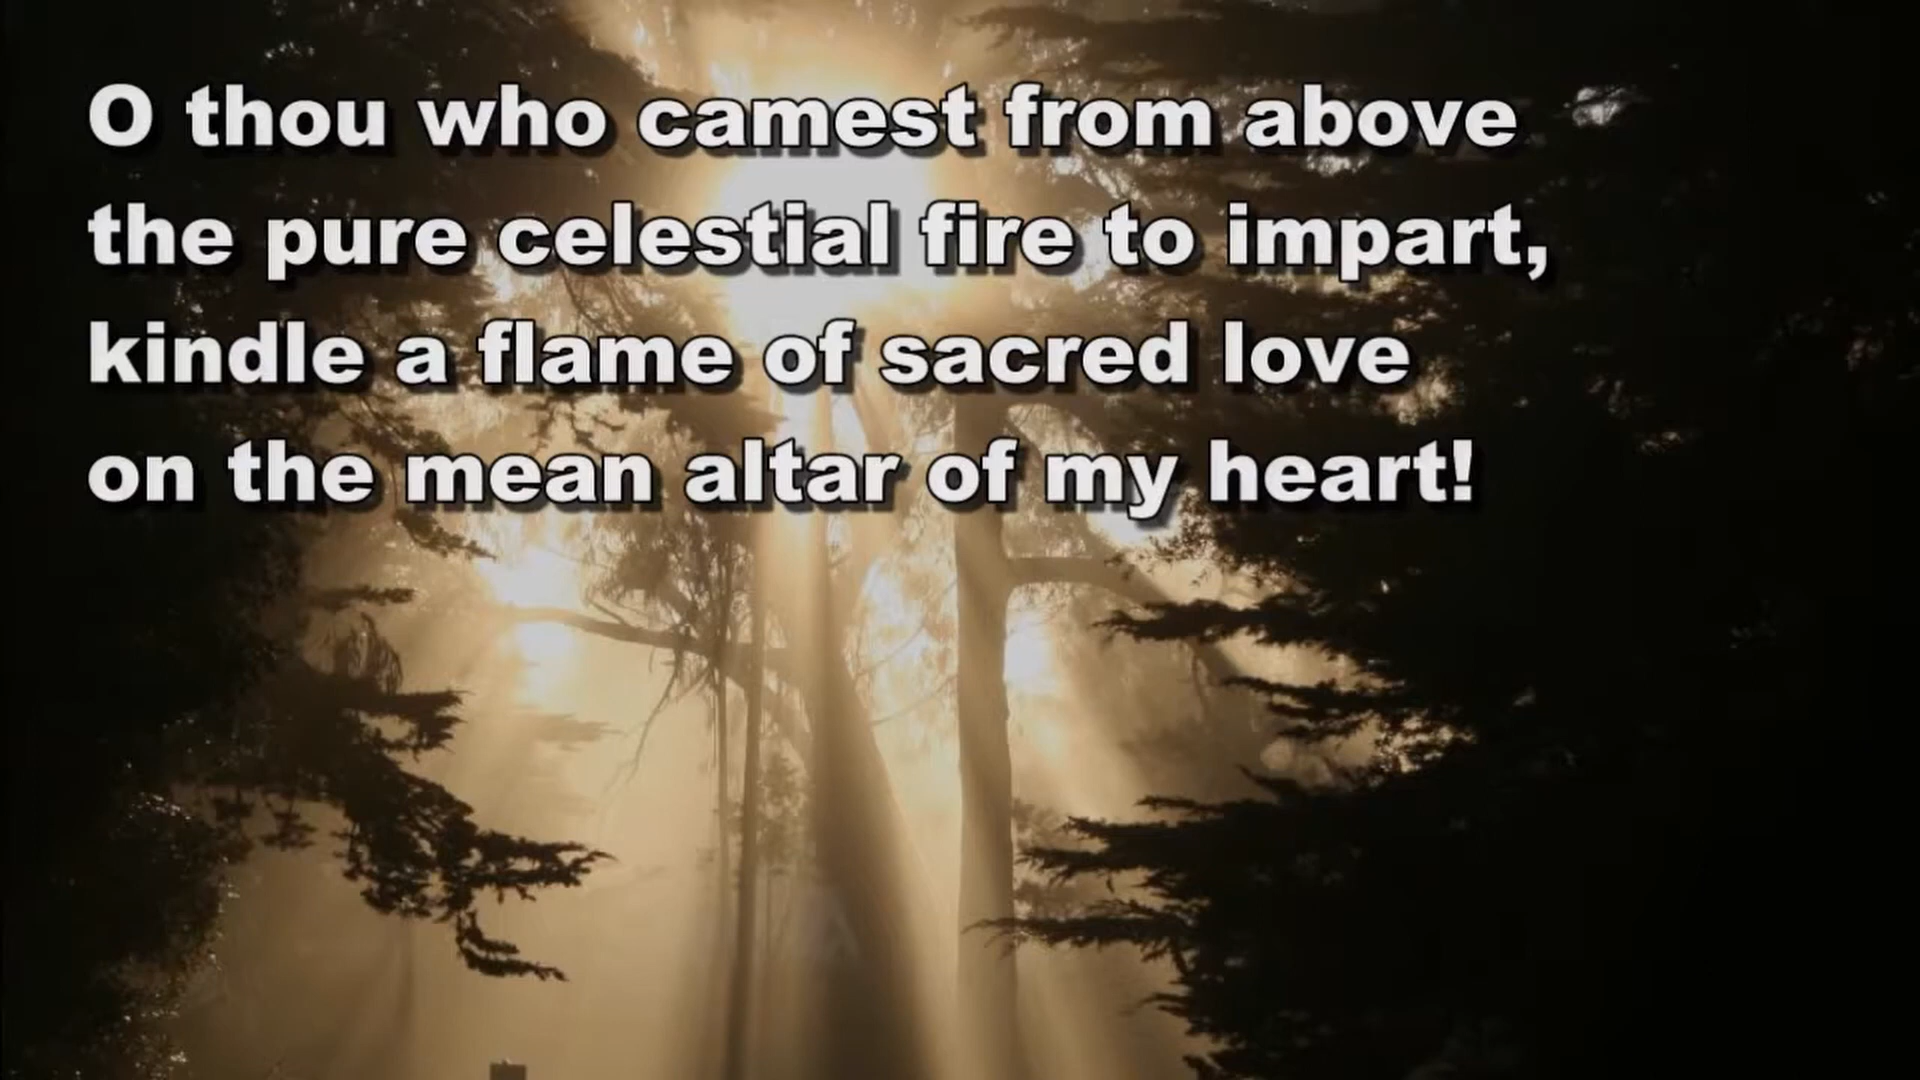 O thou who camest from above
the pure celestial fire to impart,
kindle a flame of sacred love
on the mean altar of my heart!